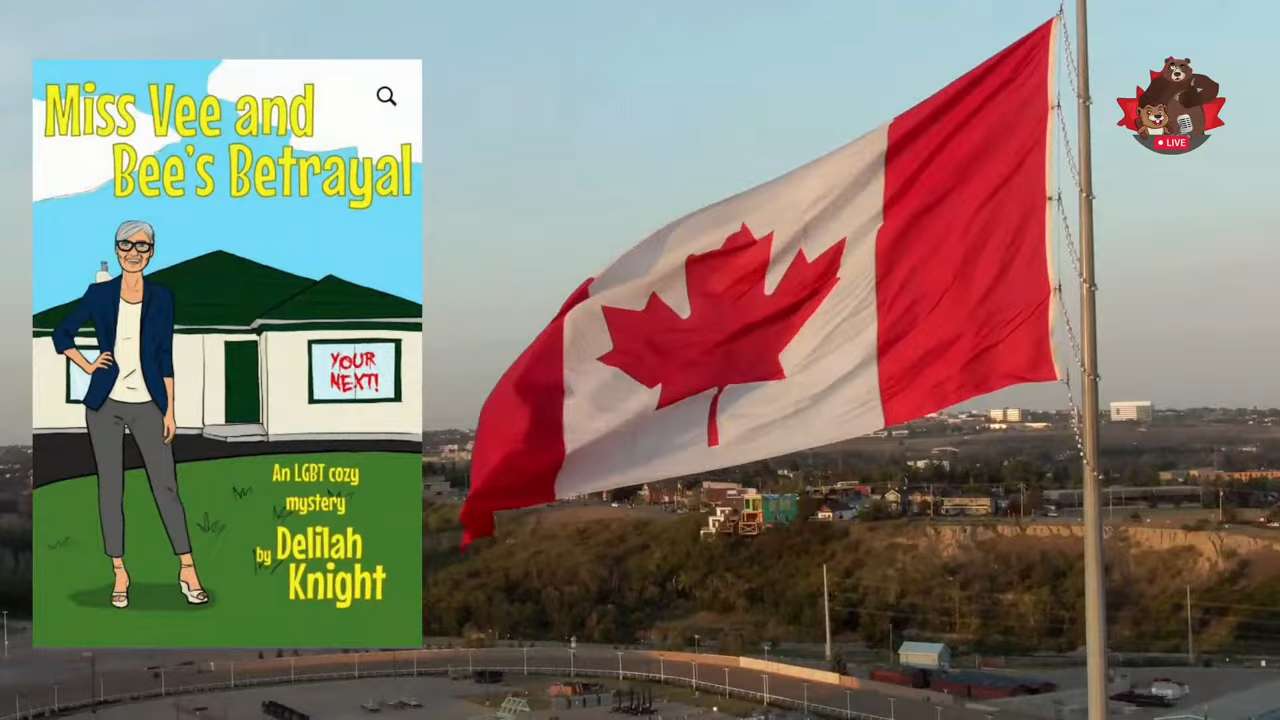 Miss Vee and
Bee's Betrayal
YOUR
NEXT!
An LGBT cozy
mystery
by Delilah
Knight
LIVE